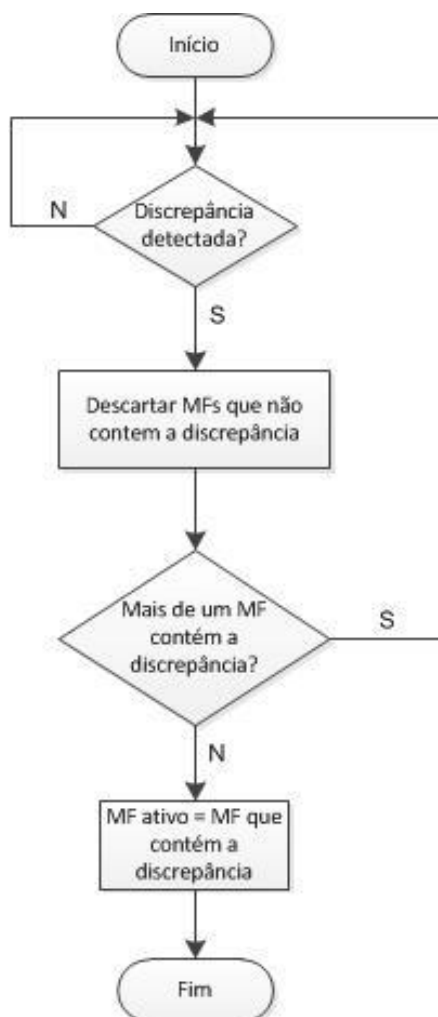 Início
N
Discrepância
detectada?
S
Descartar MFs que não
contem a discrepância
Mais de um MF
contém a
discrepância?
S
N
MF ativo = MF que
contém a
discrepância
Fim